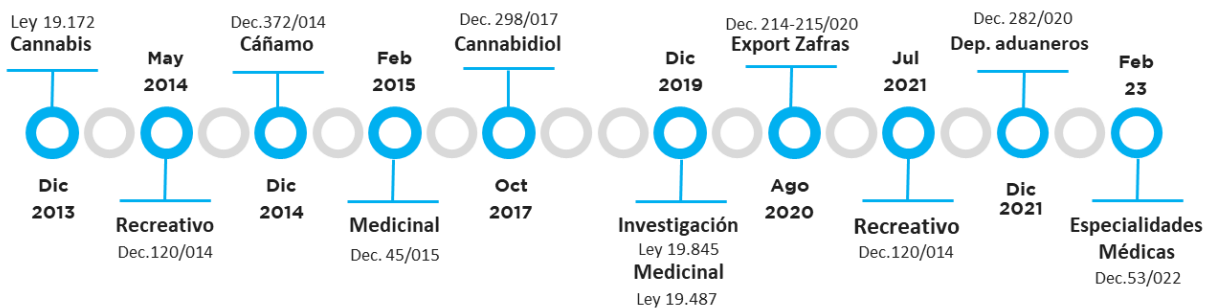 Ley 19.172
Cannabis
Dic
2013
May
2014
Recreativo
Dec.120/014
Dec.372/014
Cáñamo
Dic
2014
Feb
2015
Medicinal
Dec. 45/015
Dec. 298/017
Cannabidiol
Oct
2017
Dic
2019
Investigación
Ley 19.845
Medicinal
Ley 19.487
Dec. 214-215/020
Export Zafras
Ago
2020
Jul
2021
Recreativo
Dec.120/014
Dec. 282/020
Dep. aduaneros
Dic
2021
Feb
23
Especialidades
Médicas
Dec.53/022